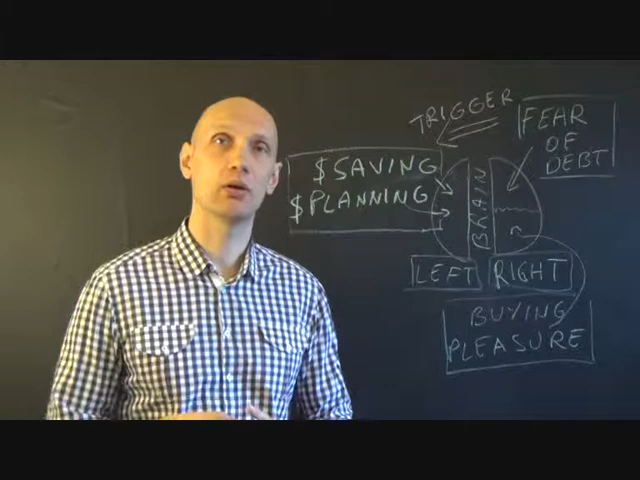 TRIGGER
FEAR
OF
DEBT
$SAVING
$PLANNING
BRAIN
LEFT
RIGHT
BUYING
PLEASURE